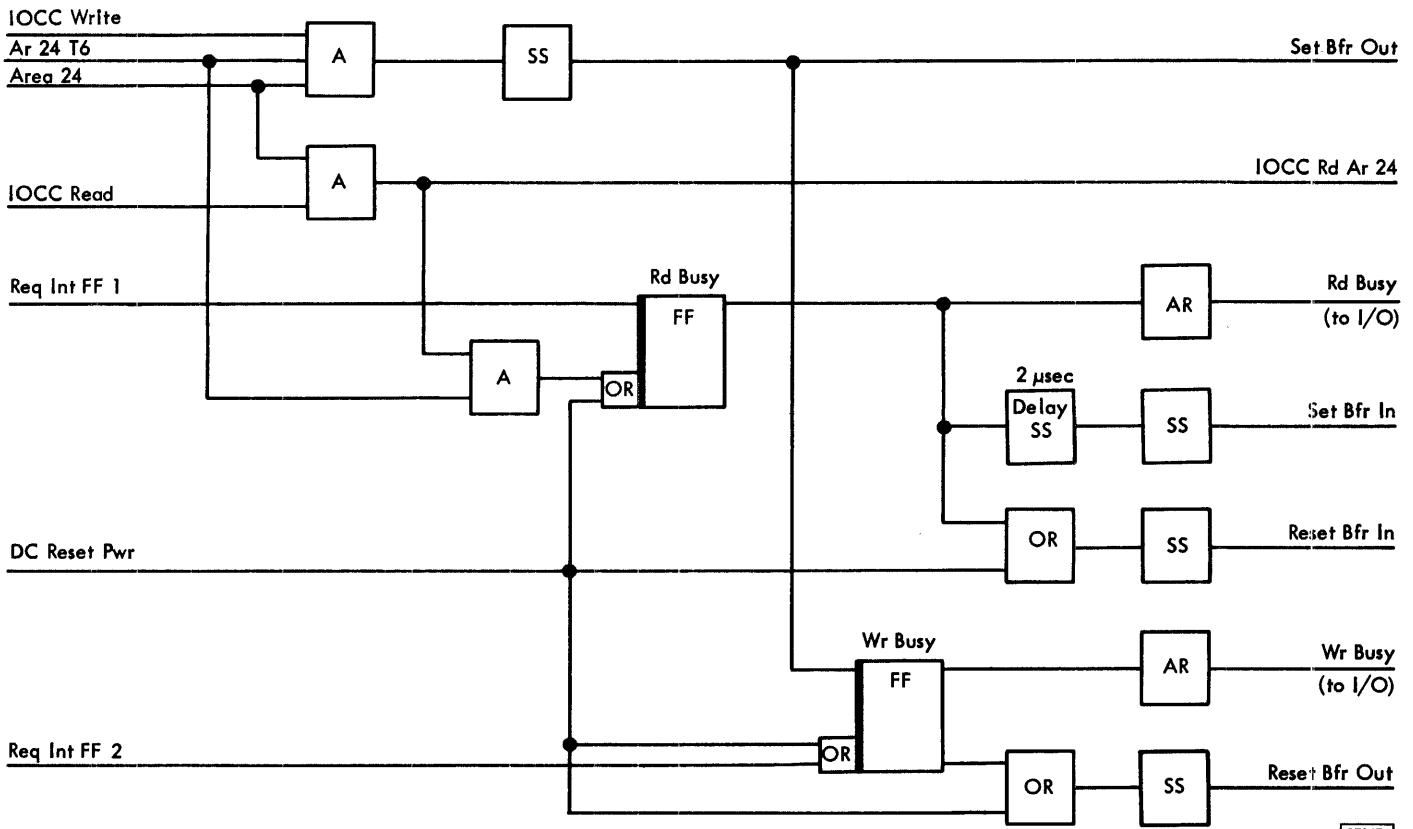 IOCC Write
Ar 24 T6
Area 24
A
SS
Set Bfr Out
A
IOCC Rd Ar 24
IOCC Read
Req Int FF 1
Rd Busy
FF
OR
A
AR
Rd Busy
(to I/O)
2 µsec
Delay
SS
SS
Set Bfr In
DC Reset Pwr
OR
SS
Reset Bfr In
Wr Busy
FF
OR
AR
Wr Busy
(to I/O)
Req Int FF 2
OR
SS
Reset Bfr Out